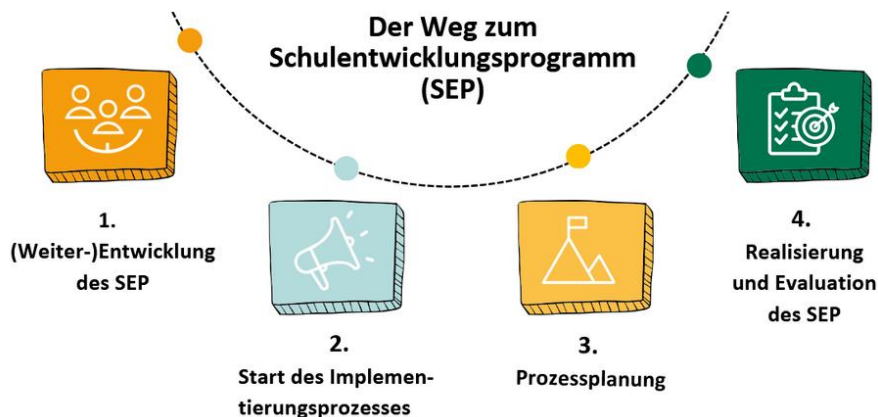 Der Weg zum
Schulentwicklungsprogramm
(SEP)
1.
(Weiter-)Entwicklung
des SEP
2.
Start des Implemen-
tierungsprozesses
3.
Prozessplanung
4.
Realisierung
und Evaluation
des SEP